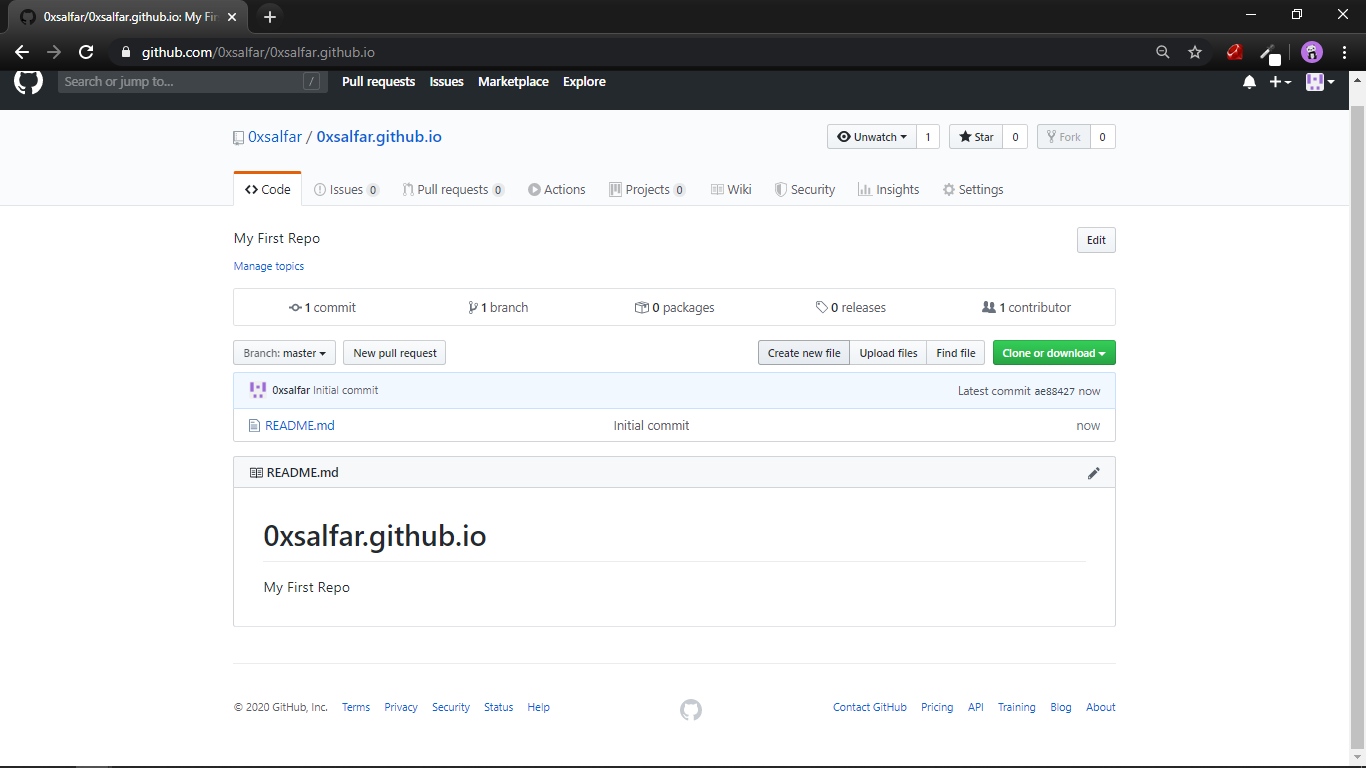 0xsalfar/0xsalfar.github.io: My Fir
github.com/0xsalfar/0xsalfar.github.io
Search or jump to... / Pull requests Issues Marketplace Explore
0xsalfar / 0xsalfar.github.io Unwatch 1 Star 0 Fork 0
Code Issues 0 Pull requests 0 Actions Projects 0 Wiki Security Insights Settings
My First Repo Edit
Manage topics
1 commit 1 branch 0 packages 0 releases 1 contributor
Branch: master New pull request Create new file Upload files Find file Clone or download
0xsalfar Initial commit Latest commit ae88427 now
README.md Initial commit now
README.md
0xsalfar.github.io
My First Repo
© 2020 GitHub, Inc. Terms Privacy Security Status Help Contact GitHub Pricing API Training Blog About